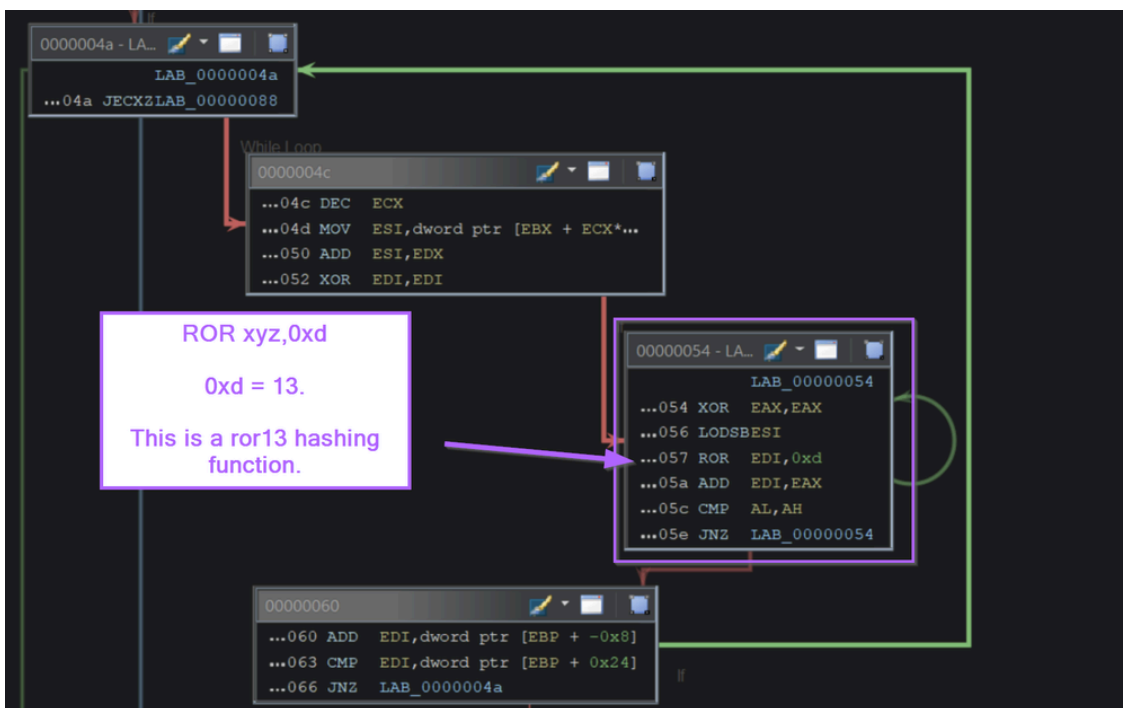 If
0000004a - LA...
LAB_0000004a
...04a JECXZLAB_00000088
While Loop
0000004c
...04c DEC ECX
...04d MOV ESI,dword ptr [EBX + ECX*...
...050 ADD ESI,EDX
...052 XOR EDI,EDI
ROR xyz,0xd
0xd = 13.
This is a ror13 hashing
function.
00000054 - LA...
LAB_00000054
...054 XOR EAX,EAX
...056 LODSBESI
...057 ROR EDI,0xd
...05a ADD EDI,EAX
...05c CMP AL,AH
...05e JNZ LAB_00000054
00000060
...060 ADD EDI,dword ptr [EBP + -0x8]
...063 CMP EDI,dword ptr [EBP + 0x24]
...066 JNZ LAB_0000004a
If